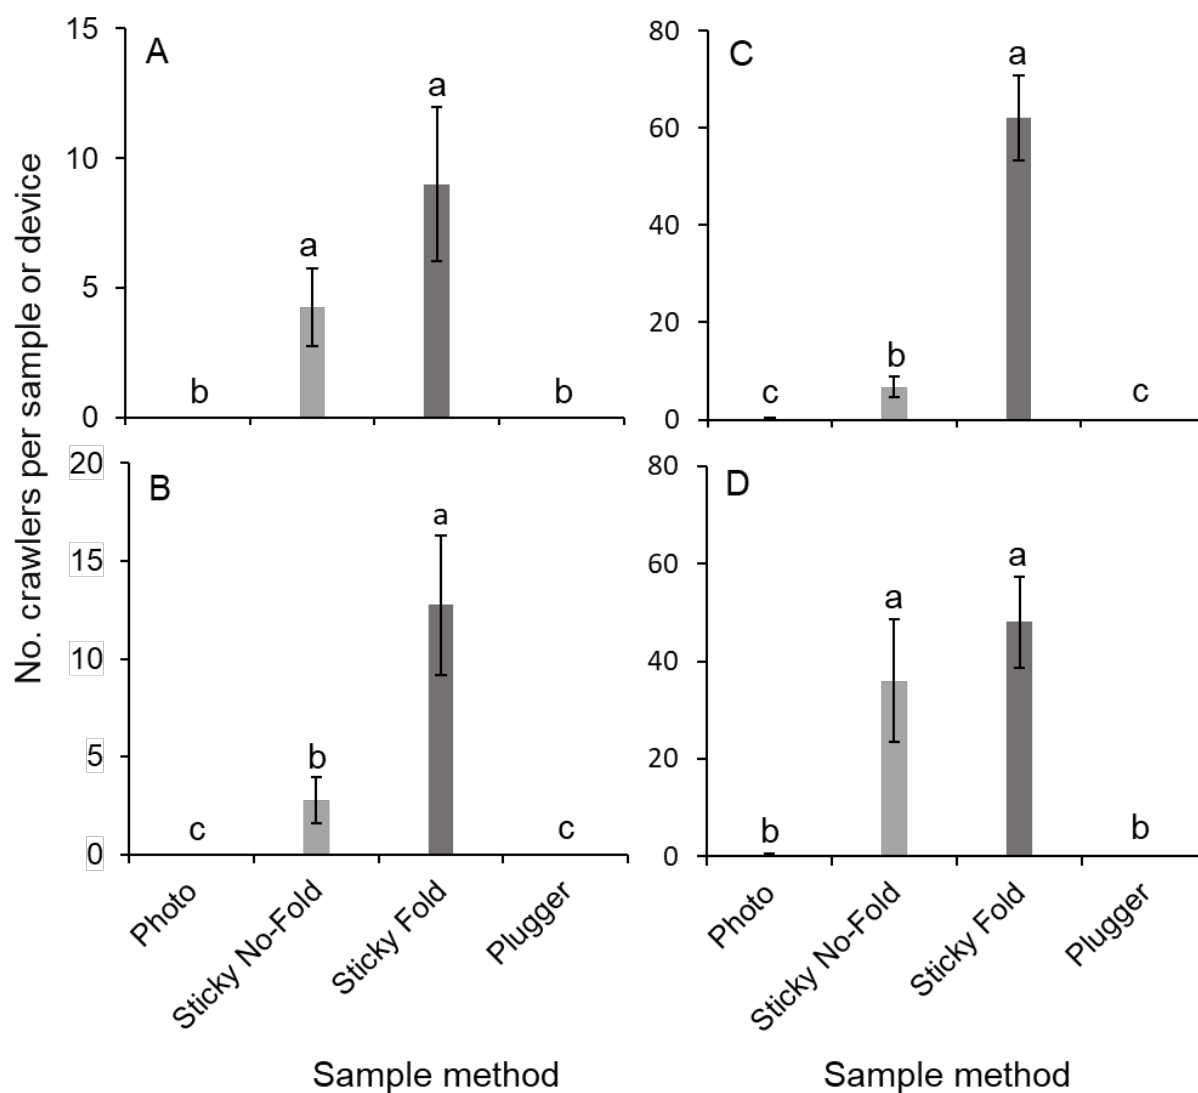 No. crawlers per sample or device
A
15
10
5
0
b
a
a
b
C
80
60
40
20
0
c
b
a
c
B
20
15
10
5
0
c
b
a
c
Photo
Sticky No-Fold
Sticky Fold
Plugger
Sample method
D
80
60
40
20
0
b
a
a
b
Photo
Sticky No-Fold
Sticky Fold
Plugger
Sample method